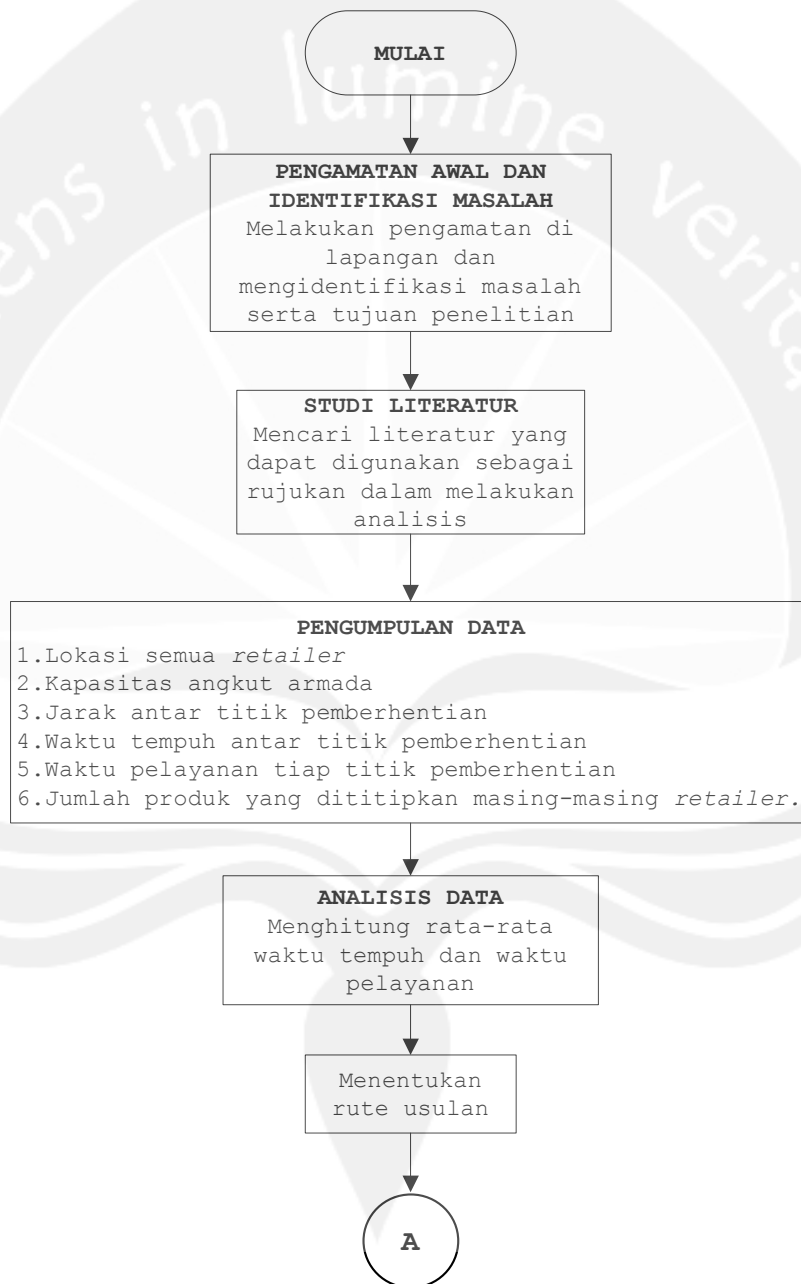 ens in lumine verita
MULAI
PENGAMATAN AWAL DAN
IDENTIFIKASI MASALAH
Melakukan pengamatan di
lapangan dan
mengidentifikasi masalah
serta tujuan penelitian
STUDI LITERATUR
Mencari literatur yang
dapat digunakan sebagai
rujukan dalam melakukan
analisis
PENGUMPULAN DATA
1.Lokasi semua retailer
2.Kapasitas angkut armada
3.Jarak antar titik pemberhentian
4.Waktu tempuh antar titik pemberhentian
5.Waktu pelayanan tiap titik pemberhentian
6.Jumlah produk yang dititipkan masing-masing retailer.
ANALISIS DATA
Menghitung rata-rata
waktu tempuh dan waktu
pelayanan
Menentukan
rute usulan
A